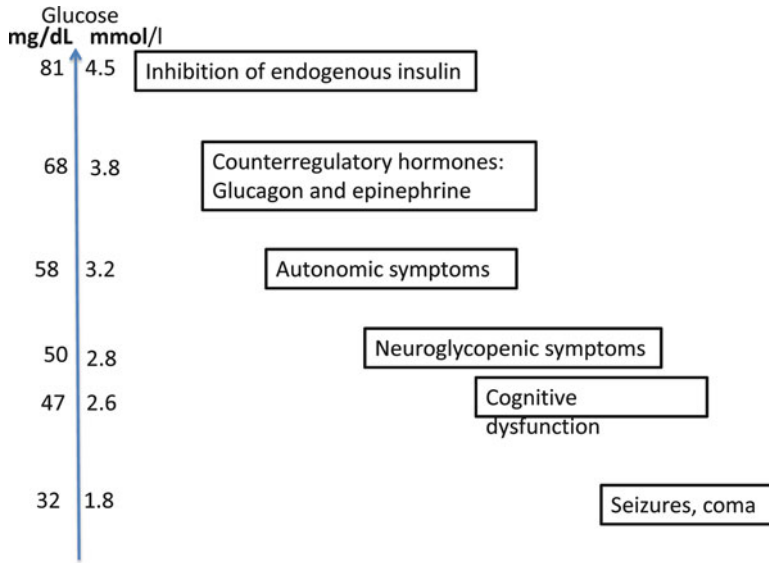 Glucose
mg/dL mmol/l
81 4.5 Inhibition of endogenous insulin
68 3.8 Counterregulatory hormones:
Glucagon and epinephrine
58 3.2 Autonomic symptoms
50 2.8 Neuroglycopenic symptoms
47 2.6 Cognitive
dysfunction
32 1.8 Seizures, coma